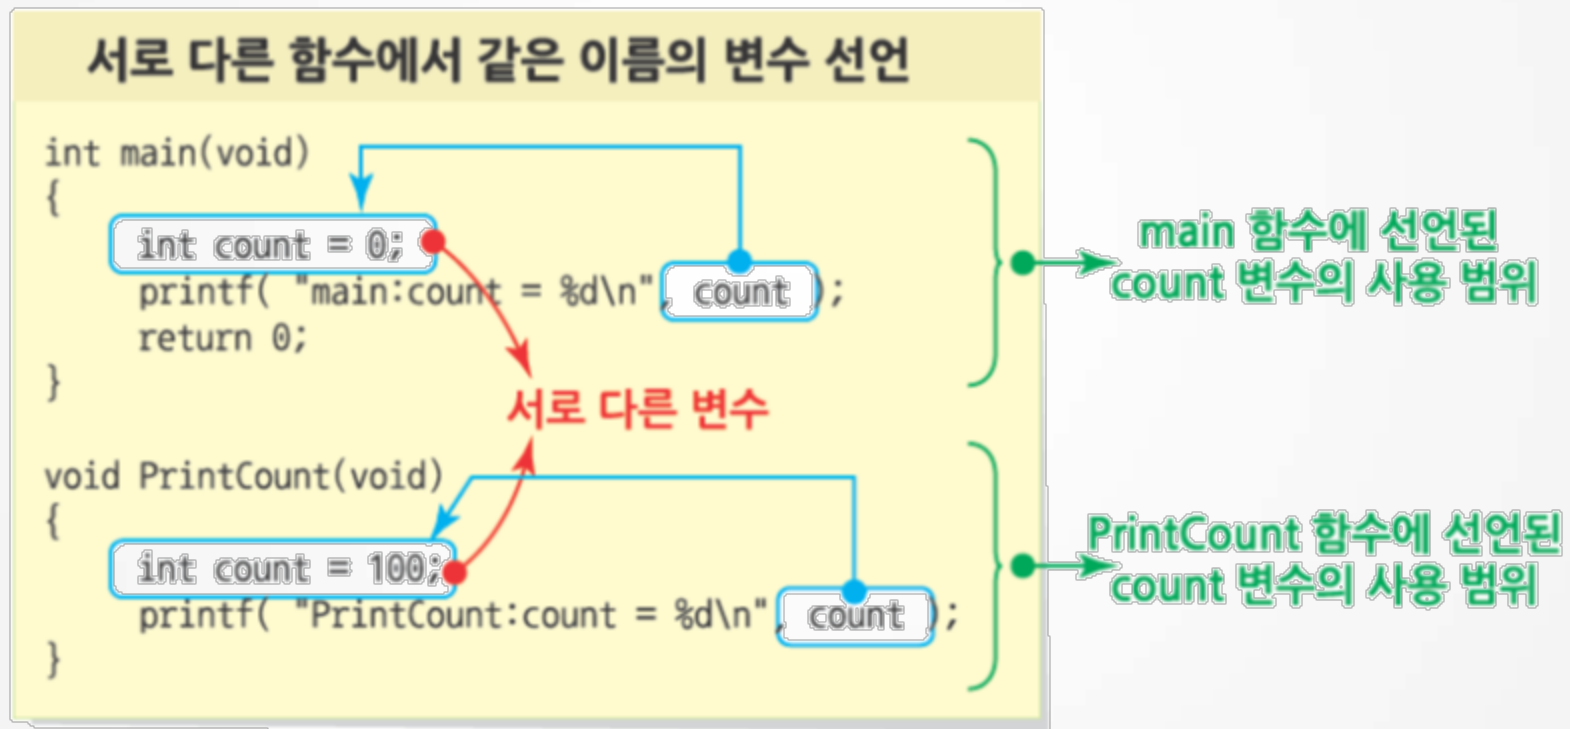 서로 다른 함수에서 같은 이름의 변수 선언
int main(void)
{
int count = 0;
printf( "main:count = %d\n", count );
return 0;
}
main 함수에 선언된
count 변수의 사용 범위
서로 다른 변수
void PrintCount(void)
{
int count = 100;
printf( "PrintCount:count = %d\n", count );
}
PrintCount 함수에 선언된
count 변수의 사용 범위